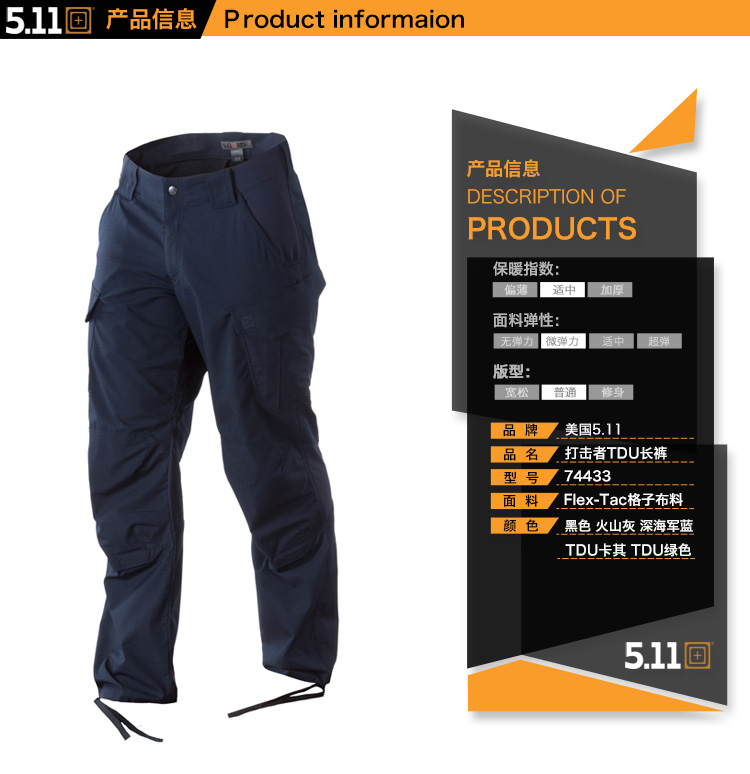 5.11 产品信息 Product informaion
产品信息
DESCRIPTION OF
PRODUCTS
保暖指数:
偏薄 适中 加厚
面料弹性:
无弹力 微弹力 适中 超弹
版型:
宽松 普通 修身
品 牌 美国5.11
品 名 打击者TDU长裤
型 号 74433
面 料 Flex-Tac格子布料
颜 色 黑色 火山灰 深海军蓝
TDU卡其 TDU绿色
5.11